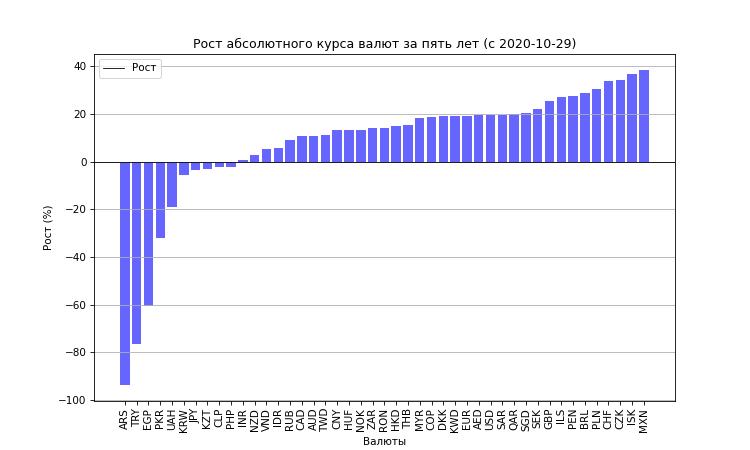 Рост абсолютного курса валют за пять лет (с 2020-10-29)
Рост
40
20
0
−20
−40
−60
−80
−100
Рост (%)
ARS TRY EGP PKR UAH KRW JPY KZT CLP PHP INR NZD VND IDR RUB CAD AUD TWD CNY HUF NOK ZAR RON HKD THB MYR COP DKK KWD EUR AED USD SAR QAR SGD SEK GBP ILS PEN BRL PLN CHF CZK ISK MXN
Валюты